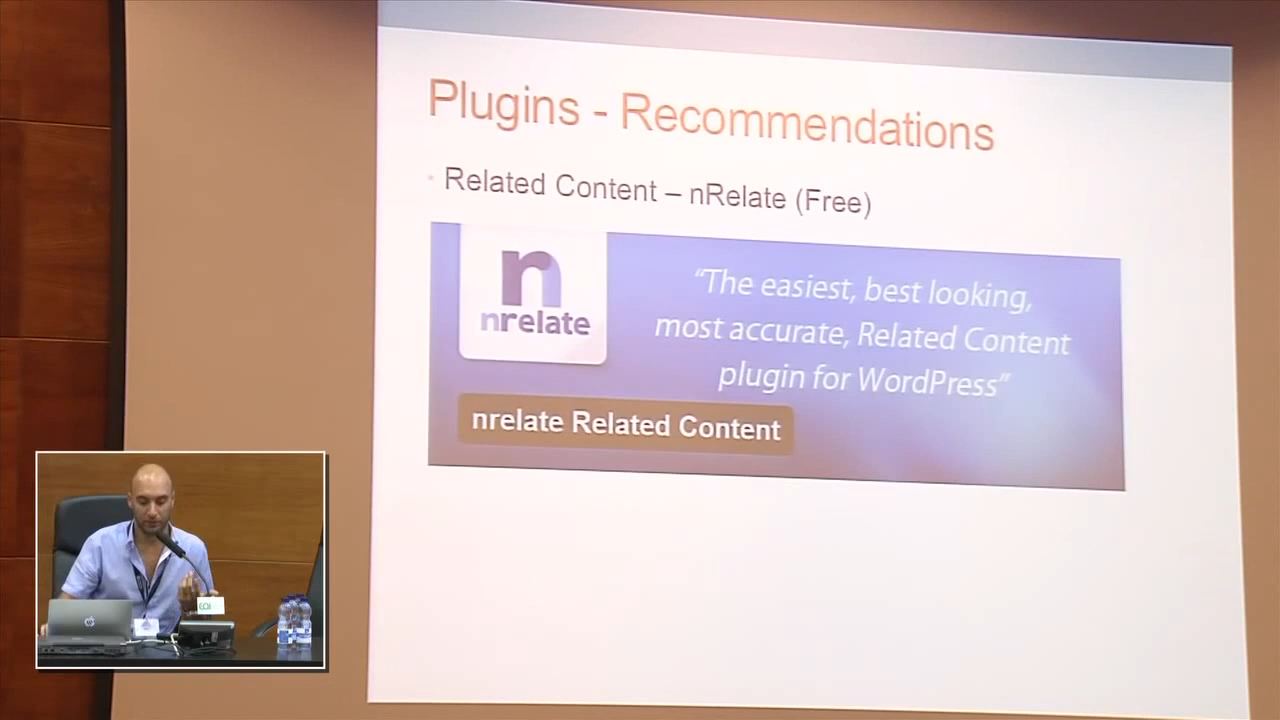 Plugins - Recommendations
Related Content – nRelate (Free)
n
nrelate
“The easiest, best looking,
most accurate, Related Content
plugin for WordPress”
nrelate Related Content
EOI